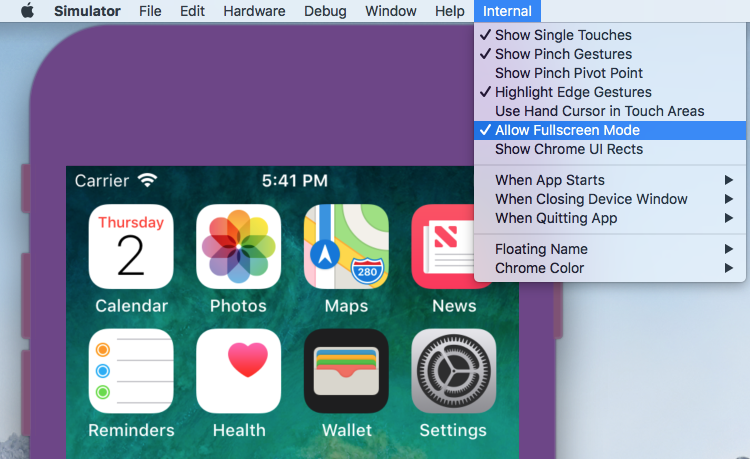 Simulator File Edit Hardware Debug Window Help Internal
Show Single Touches
Show Pinch Gestures
Show Pinch Pivot Point
Highlight Edge Gestures
Use Hand Cursor in Touch Areas
Allow Fullscreen Mode
Show Chrome UI Rects
When App Starts
When Closing Device Window
When Quitting App
Floating Name
Chrome Color
Carrier 5:41 PM
Thursday
2
280
Calendar Photos Maps News
Reminders Health Wallet Settings